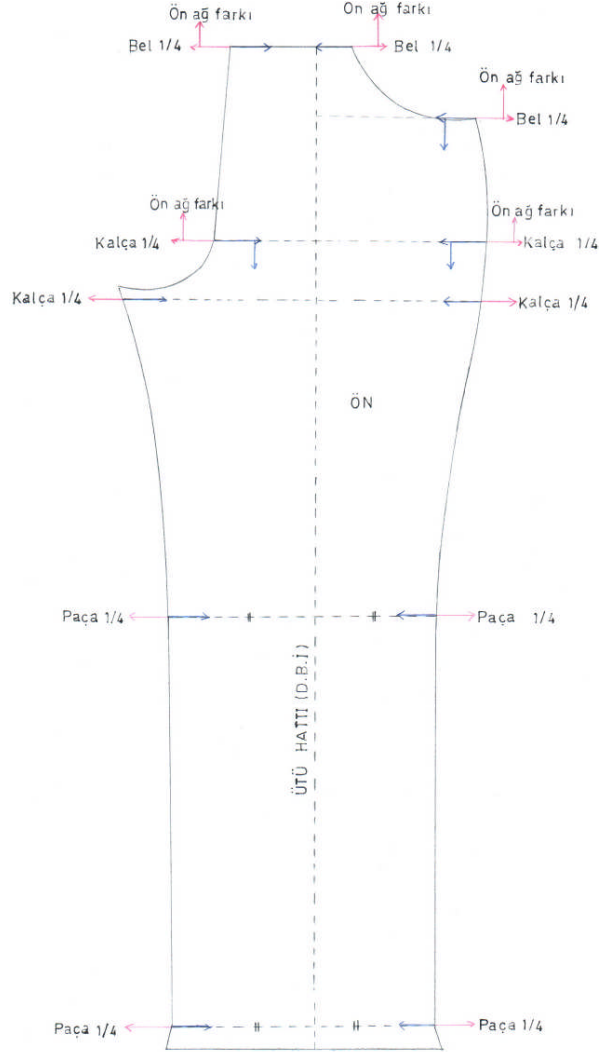 Ön ağ farkı
Ön ağ farkı
Bel 1/4
Bel 1/4
Ön ağ farkı
Bel 1/4
Ön ağ farkı
Ön ağ farkı
Kalça 1/4
Kalça 1/4
Kalça 1/4
Kalça 1/4
ÖN
Paça 1/4
Paça 1/4
ÜTÜ HATTI (D.B.İ)
Paça 1/4
Paça 1/4